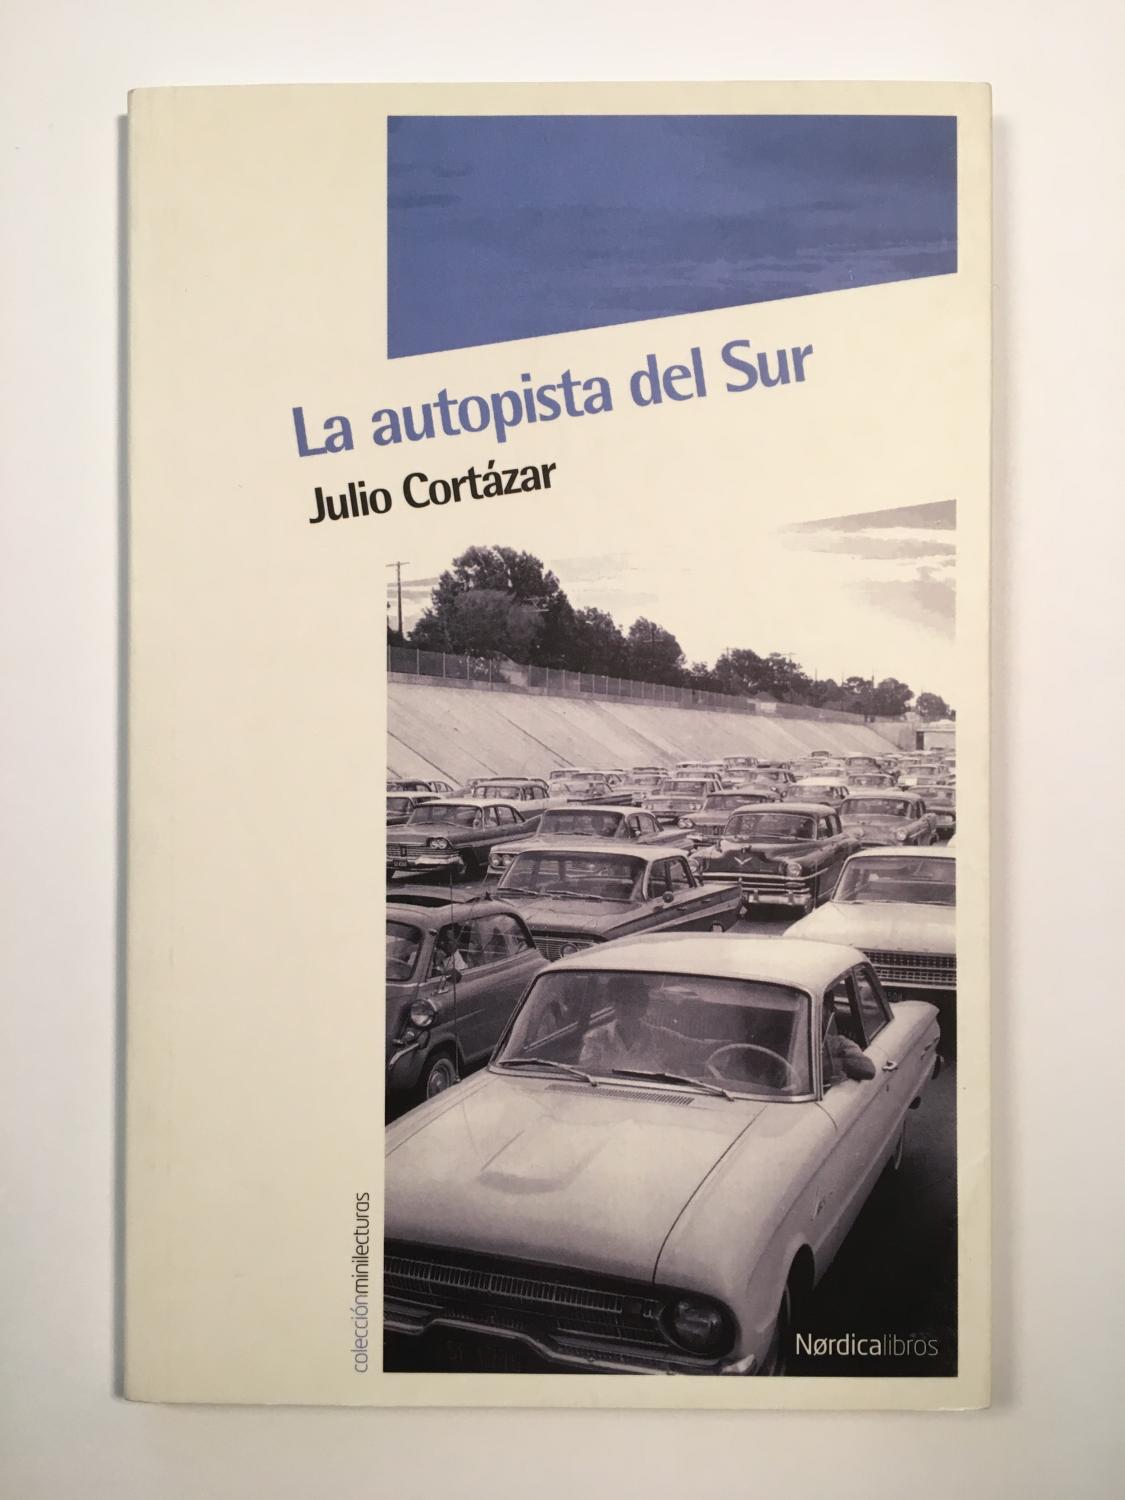 La autopista del Sur
Julio Cortázar
colecciónminilecturas
Nørdicalibros